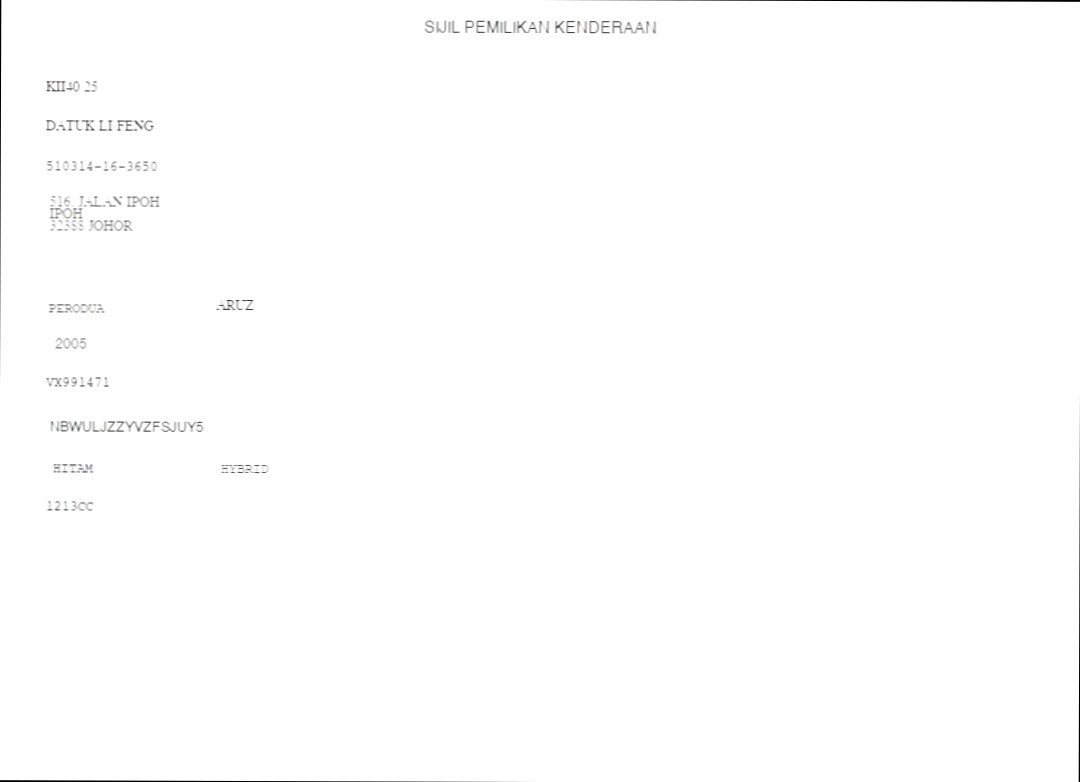 SIJIL PEMILIKAN KENDERAAN
KII40 25
DATUK LI FENG
510314-16-3650
516, JALAN IPOH
IPOH
32388 JOHOR
PERODUA ARUZ
2005
VX991471
NBWULJZZYVZFSJUY5
HITAM HYBRID
1213CC